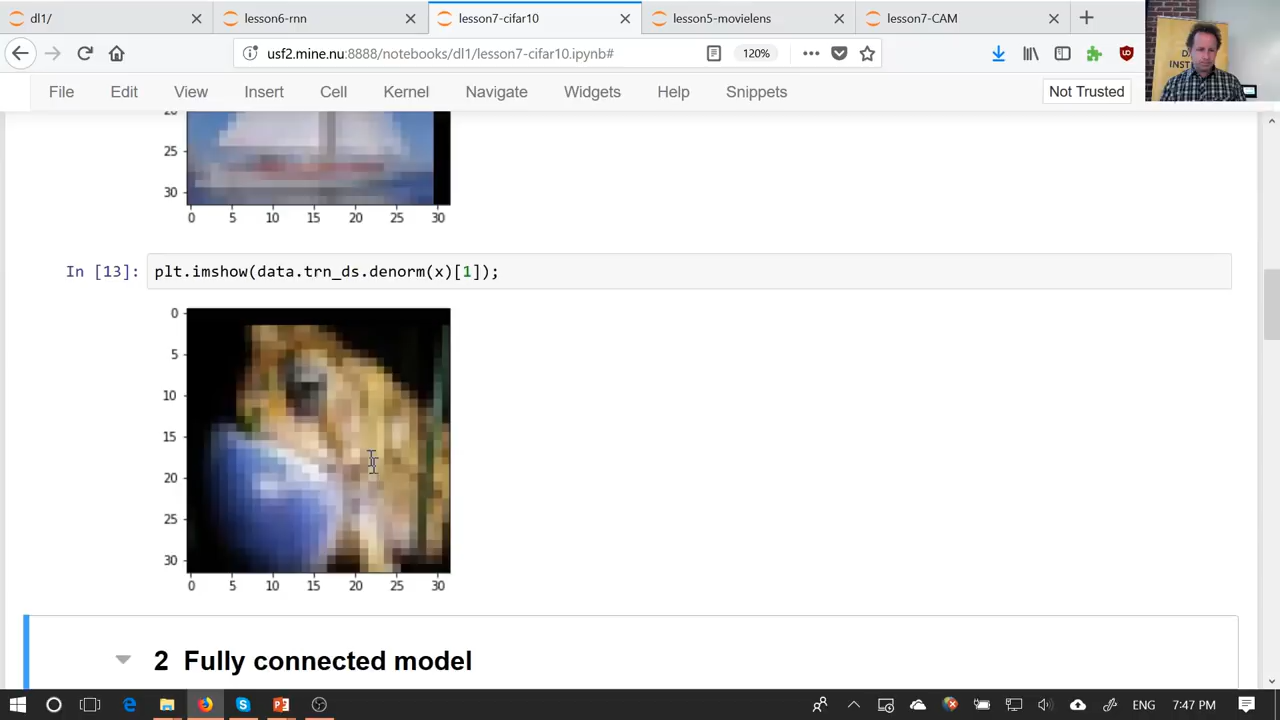 dl1/ lesson6-rnn lesson7-cifar10 lesson5-movielens lesson7-CAM
usf2.mine.nu:8888/notebooks/dl1/lesson7-cifar10.ipynb# 120%
File Edit View Insert Cell Kernel Navigate Widgets Help Snippets Not Trusted
20
25
30
0 5 10 15 20 25 30
In [13]: plt.imshow(data.trn_ds.denorm(x)[1]);
0
5
10
15
20
25
30
0 5 10 15 20 25 30
2 Fully connected model
ENG 7:47 PM